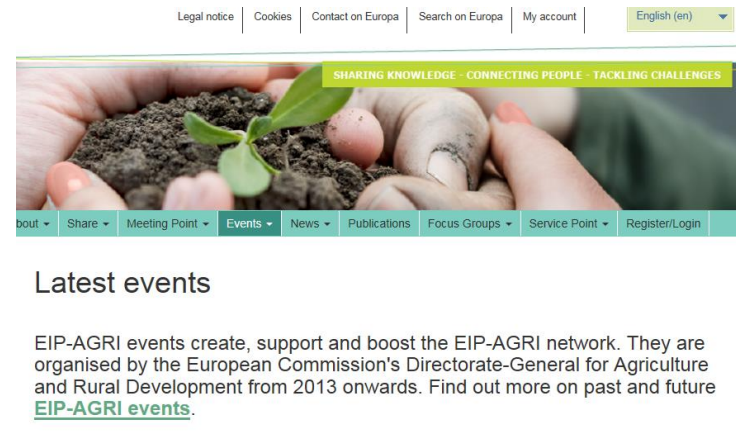 Legal notice Cookies Contact on Europa Search on Europa My account English (en)
SHARING KNOWLEDGE - CONNECTING PEOPLE - TACKLING CHALLENGES
bout Share Meeting Point Events News Publications Focus Groups Service Point Register/Login
Latest events
EIP-AGRI events create, support and boost the EIP-AGRI network. They are
organised by the European Commission's Directorate-General for Agriculture
and Rural Development from 2013 onwards. Find out more on past and future
EIP-AGRI events.